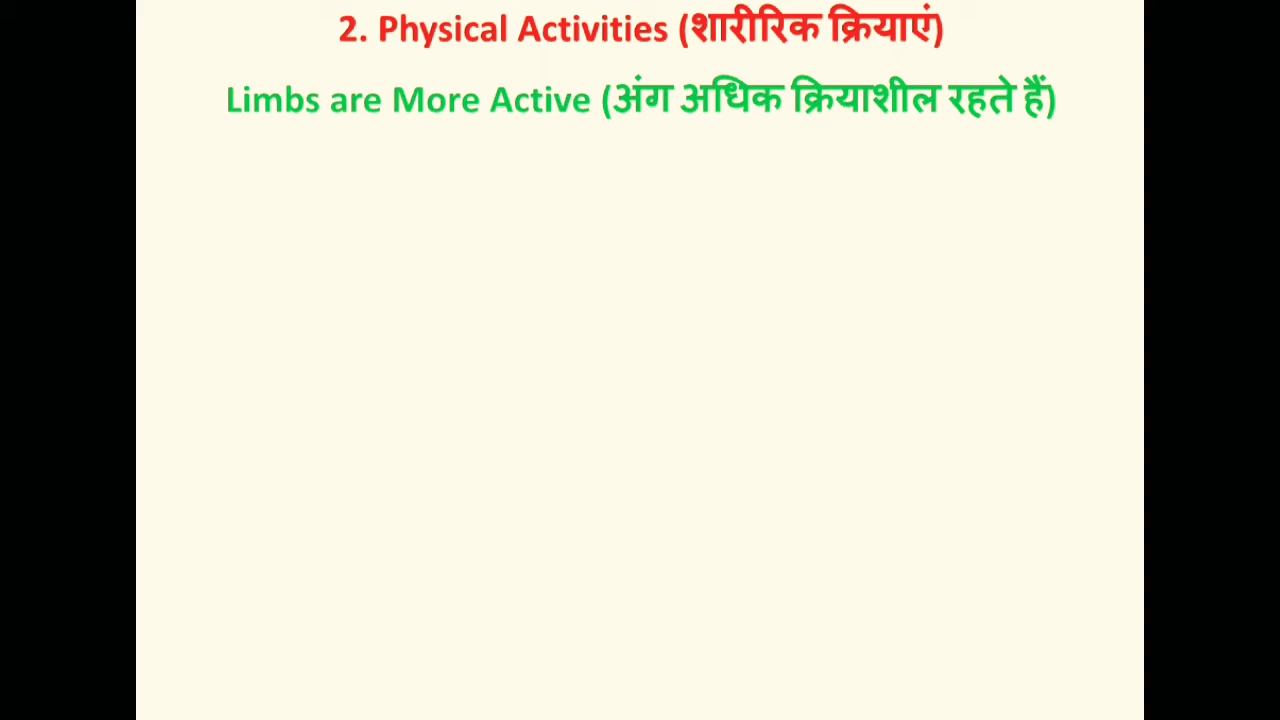 2. Physical Activities (शारीरिक क्रियाएं)
Limbs are More Active (अंग अधिक क्रियाशील रहते हैं)